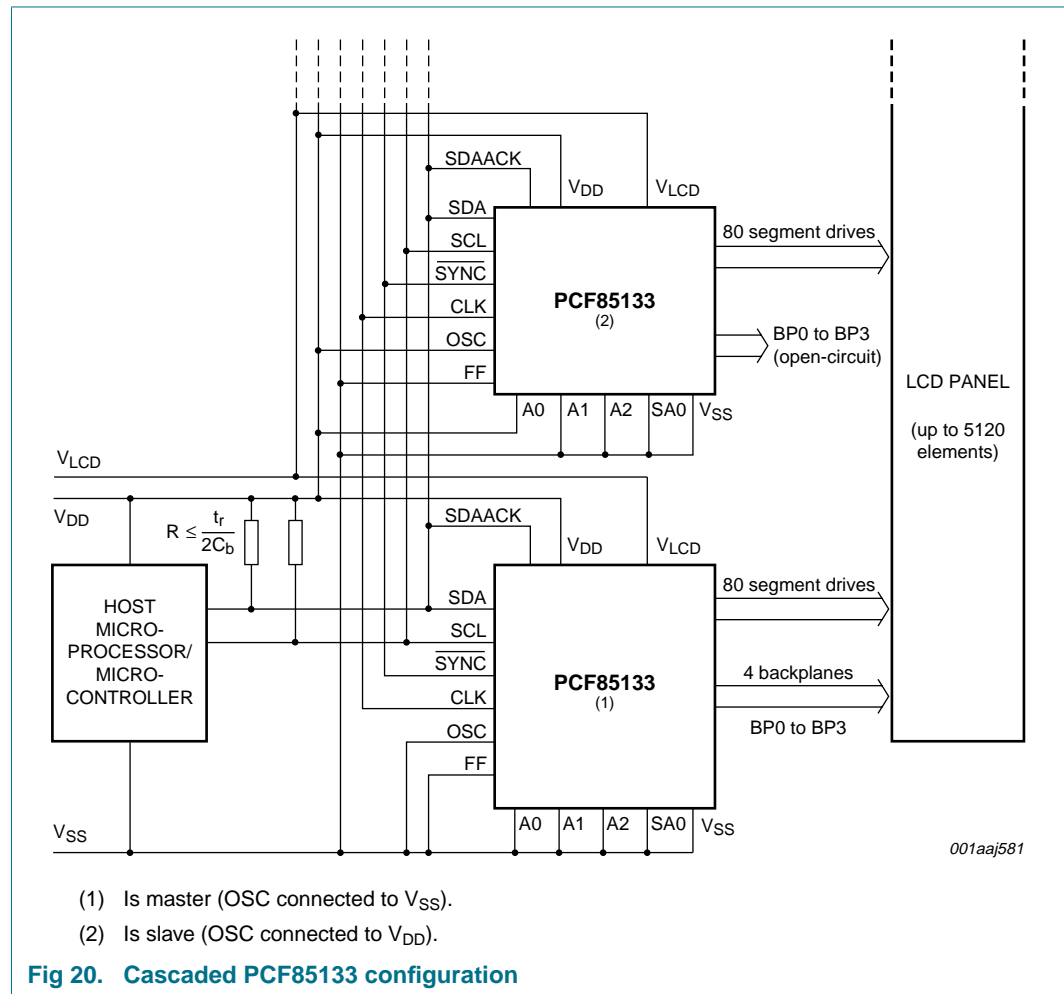 SDAACK
VDD
VLCD
SDA
SCL
SYNC
CLK
OSC
FF
PCF85133
(2)
80 segment drives
BP0 to BP3
(open-circuit)
A0 A1 A2 SA0 VSS
LCD PANEL
(up to 5120
elements)
VLCD
VDD
R ≤ tr
2Cb
HOST
MICRO-
PROCESSOR/
MICRO-
CONTROLLER
SDAACK
VDD
VLCD
SDA
SCL
SYNC
CLK
OSC
FF
PCF85133
(1)
80 segment drives
4 backplanes
BP0 to BP3
A0 A1 A2 SA0 VSS
VSS
001aaj581
(1) Is master (OSC connected to VSS).
(2) Is slave (OSC connected to VDD).
Fig 20. Cascaded PCF85133 configuration